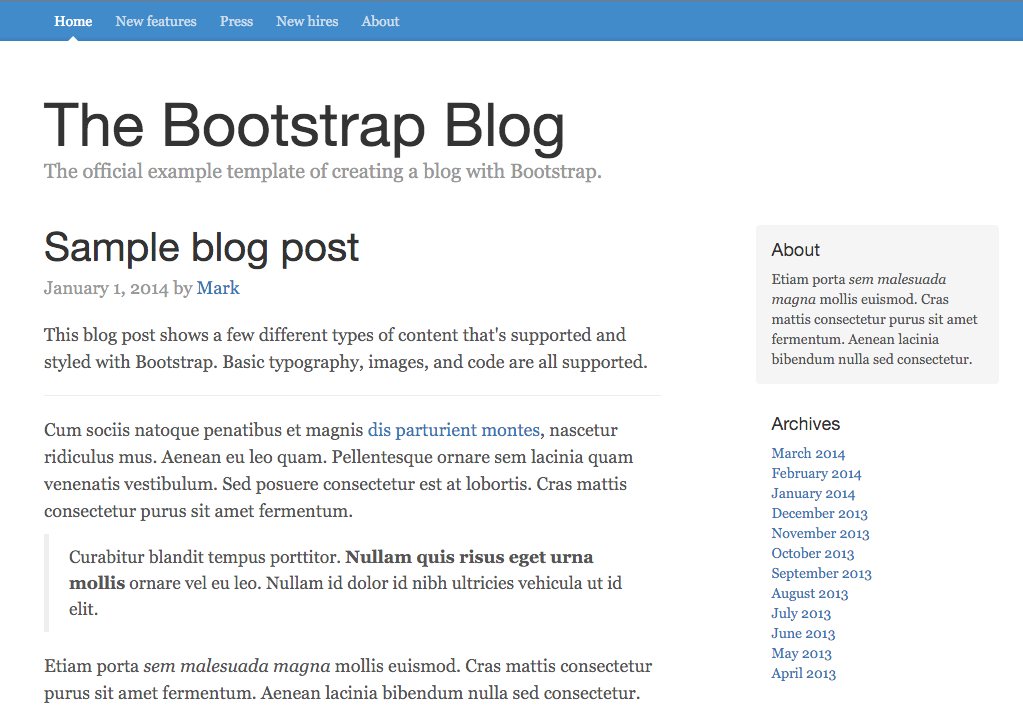 Home New features Press New hires About
The Bootstrap Blog
The official example template of creating a blog with Bootstrap.
Sample blog post
January 1, 2014 by Mark
This blog post shows a few different types of content that's supported and
styled with Bootstrap. Basic typography, images, and code are all supported.
Cum sociis natoque penatibus et magnis dis parturient montes, nascetur
ridiculus mus. Aenean eu leo quam. Pellentesque ornare sem lacinia quam
venenatis vestibulum. Sed posuere consectetur est at lobortis. Cras mattis
consectetur purus sit amet fermentum.
Curabitur blandit tempus porttitor. Nullam quis risus eget urna
mollis ornare vel eu leo. Nullam id dolor id nibh ultricies vehicula ut id
elit.
Etiam porta sem malesuada magna mollis euismod. Cras mattis consectetur
purus sit amet fermentum. Aenean lacinia bibendum nulla sed consectetur.
About
Etiam porta sem malesuada
magna mollis euismod. Cras
mattis consectetur purus sit amet
fermentum. Aenean lacinia
bibendum nulla sed consectetur.
Archives
March 2014
February 2014
January 2014
December 2013
November 2013
October 2013
September 2013
August 2013
July 2013
June 2013
May 2013
April 2013